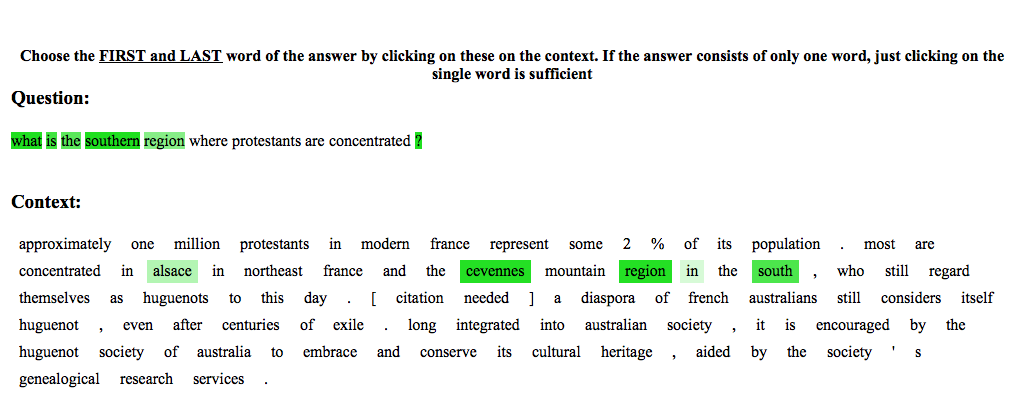 Choose the FIRST and LAST word of the answer by clicking on these on the context. If the answer consists of only one word, just clicking on the
single word is sufficient
Question:
what is the southern region where protestants are concentrated ?
Context:
approximately one million protestants in modern france represent some 2 % of its population . most are
concentrated in alsace in northeast france and the cevennes mountain region in the south , who still regard
themselves as huguenots to this day . [ citation needed ] a diaspora of french australians still considers itself
huguenot , even after centuries of exile . long integrated into australian society , it is encouraged by the
huguenot society of australia to embrace and conserve its cultural heritage , aided by the society ' s
genealogical research services .